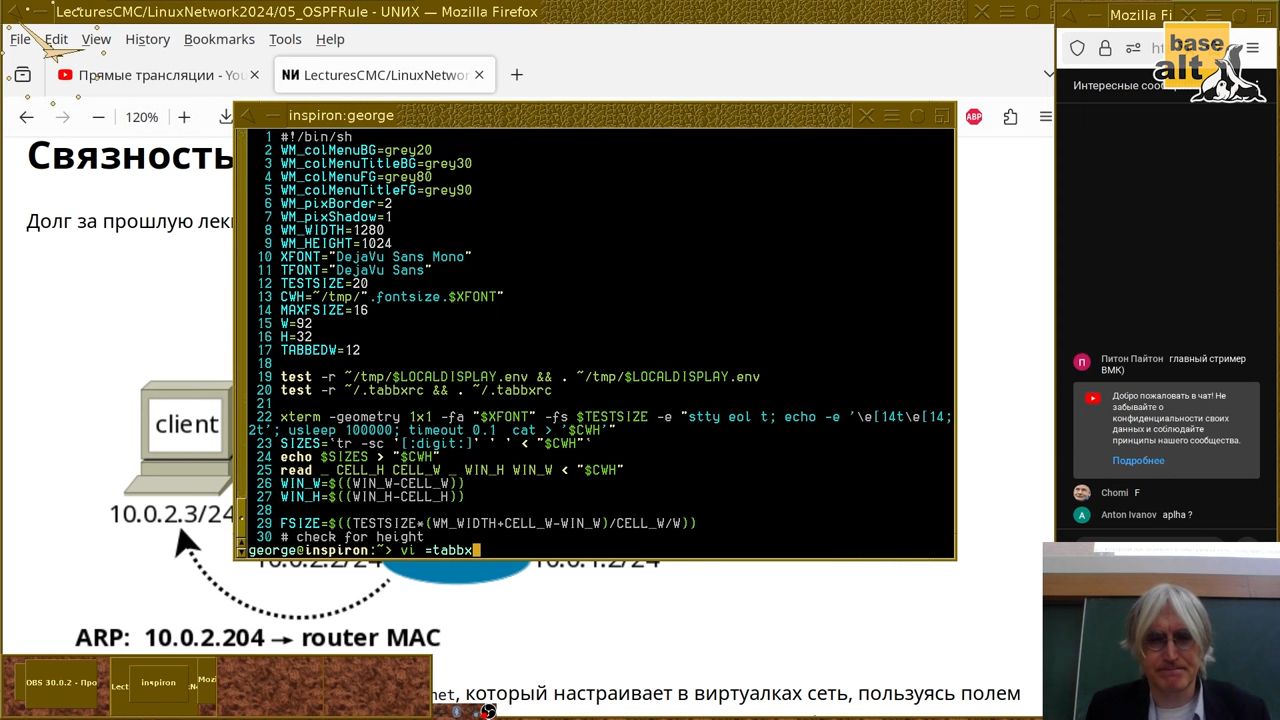 LecturesCMC/LinuxNetwork2024/05_OSPFRule - UNИX — Mozilla Firefox
File Edit View History Bookmarks Tools Help
Прямые трансляции - You
LecturesCMC/LinuxNetwor
120%
Связность
Долг за прошлую лек
inspiron:george
1 #!/bin/sh
2 WM_colMenuBG=grey20
3 WM_colMenuTitleBG=grey30
4 WM_colMenuFG=grey80
5 WM_colMenuTitleFG=grey90
6 WM_pixBorder=2
7 WM_pixShadow=1
8 WM_WIDTH=1280
9 WM_HEIGHT=1024
10 XFONT="DejaVu Sans Mono"
11 TFONT="DejaVu Sans"
12 TESTSIZE=20
13 CWH=~/tmp/".fontsize.$XFONT"
14 MAXFSIZE=16
15 W=92
16 H=32
17 TABBEDW=12
18
19 test -r ~/tmp/$LOCALDISPLAY.env && . ~/tmp/$LOCALDISPLAY.env
20 test -r ~/.tabbxrc && . ~/.tabbxrc
21
22 xterm -geometry 1x1 -fa "$XFONT" -fs $TESTSIZE -e "stty eol t; echo -e '\e[14t\e[14;
2t'; usleep 100000; timeout 0.1  cat > '$CWH'"
23 SIZES=`tr -sc '[:digit:]' ' ' < "$CWH"`
24 echo $SIZES > "$CWH"
25 read _ CELL_H CELL_W _ WIN_H WIN_W < "$CWH"
26 WIN_W=$((WIN_W-CELL_W))
27 WIN_H=$((WIN_H-CELL_H))
28
29 FSIZE=$((TESTSIZE*(WM_WIDTH+CELL_W-WIN_W)/CELL_W/W))
30 # check for height
george@inspiron:~> vi =tabbx
client
10.0.2.3/24
10.0.2.2/24
10.0.1.2/24
ARP: 10.0.2.204 → router MAC
net, который настраивает в виртуалках сеть, пользуясь полем
OBS 30.0.2 - Про
Lect
inspiron
Mozi
Mozilla Fi
base
alt
Интересные сооб
Питон Пайтон главный стример
ВМК)
Добро пожаловать в чат! Не
забывайте о
конфиденциальности своих
данных и соблюдайте
принципы нашего сообщества.
Подробнее
Chomi F
Anton Ivanov aplha ?